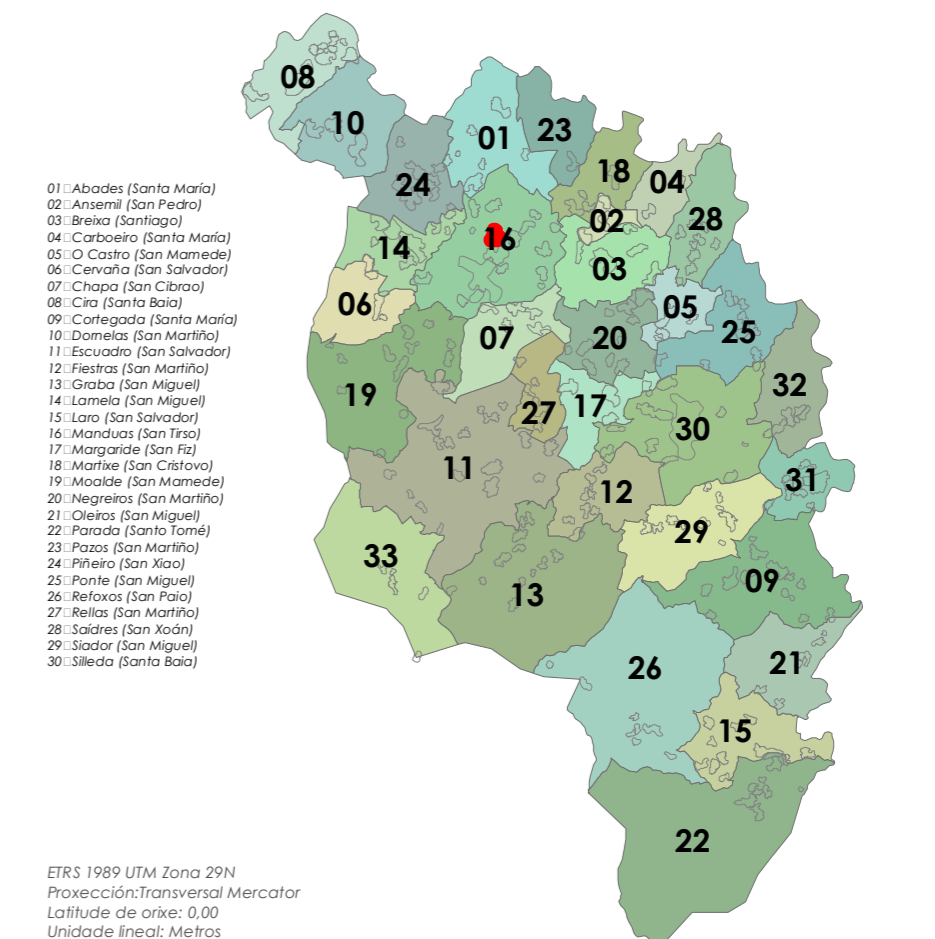 08
10
01
23
18
04
24
02
28
16
14
03
06
05
07
20
25
19
27
17
32
30
11
12
31
29
33
13
09
26
21
15
22
01□Abades (Santa María)
02□Ansemil (San Pedro)
03□Breixa (Santiago)
04□Carboeiro (Santa María)
05□O Castro (San Mamede)
06□Cervaña (San Salvador)
07□Chapa (San Cibrao)
08□Cira (Santa Baia)
09□Cortegada (Santa María)
10□Dornelas (San Martiño)
11□Escuadro (San Salvador)
12□Fiestras (San Martiño)
13□Graba (San Miguel)
14□Lamela (San Miguel)
15□Laro (San Salvador)
16□Manduas (San Tirso)
17□Margaride (San Fiz)
18□Martixe (San Cristovo)
19□Moalde (San Mamede)
20□Negreiros (San Martiño)
21□Oleiros (San Miguel)
22□Parada (Santo Tomé)
23□Pazos (San Martiño)
24□Piñeiro (San Xiao)
25□Ponte (San Miguel)
26□Refoxos (San Paio)
27□Rellas (San Martiño)
28□Saídres (San Xoán)
29□Siador (San Miguel)
30□Silleda (Santa Baia)
ETRS 1989 UTM Zona 29N
Proxección:Transversal Mercator
Latitude de orixe: 0,00
Unidade lineal: Metros